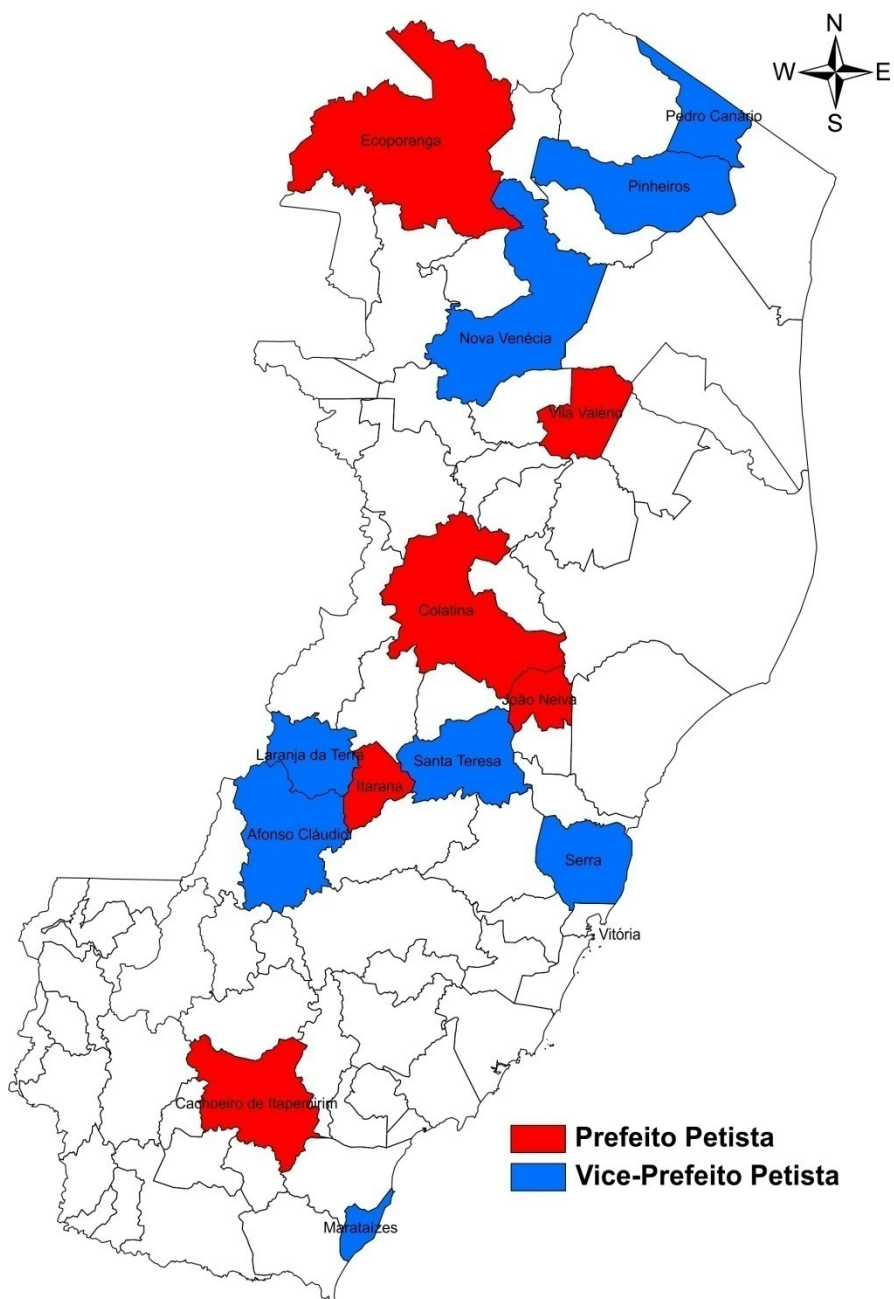 N
W E
S
Pedro Canário
Ecoporanga
Pinheiros
Nova Venécia
Vila Valério
Colatina
João Neiva
Laranja da Terra
Santa Teresa
Itarana
Afonso Cláudio
Serra
Vitória
Cachoeiro de Itapemirim
Prefeito Petista
Vice-Prefeito Petista
Marataízes